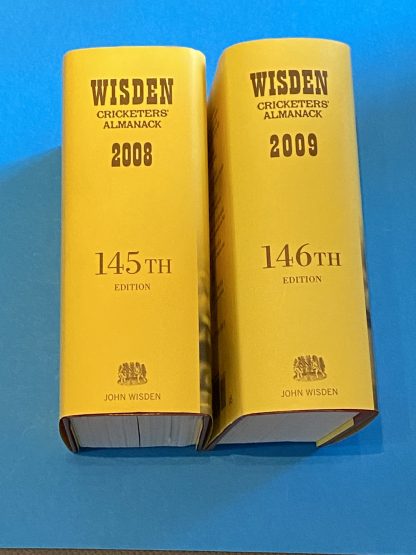 WISDEN
CRICKETERS'
ALMANACK
2008
145TH
EDITION
JOHN WISDEN
WISDEN
CRICKETERS'
ALMANACK
2009
146TH
EDITION
JOHN WISDEN